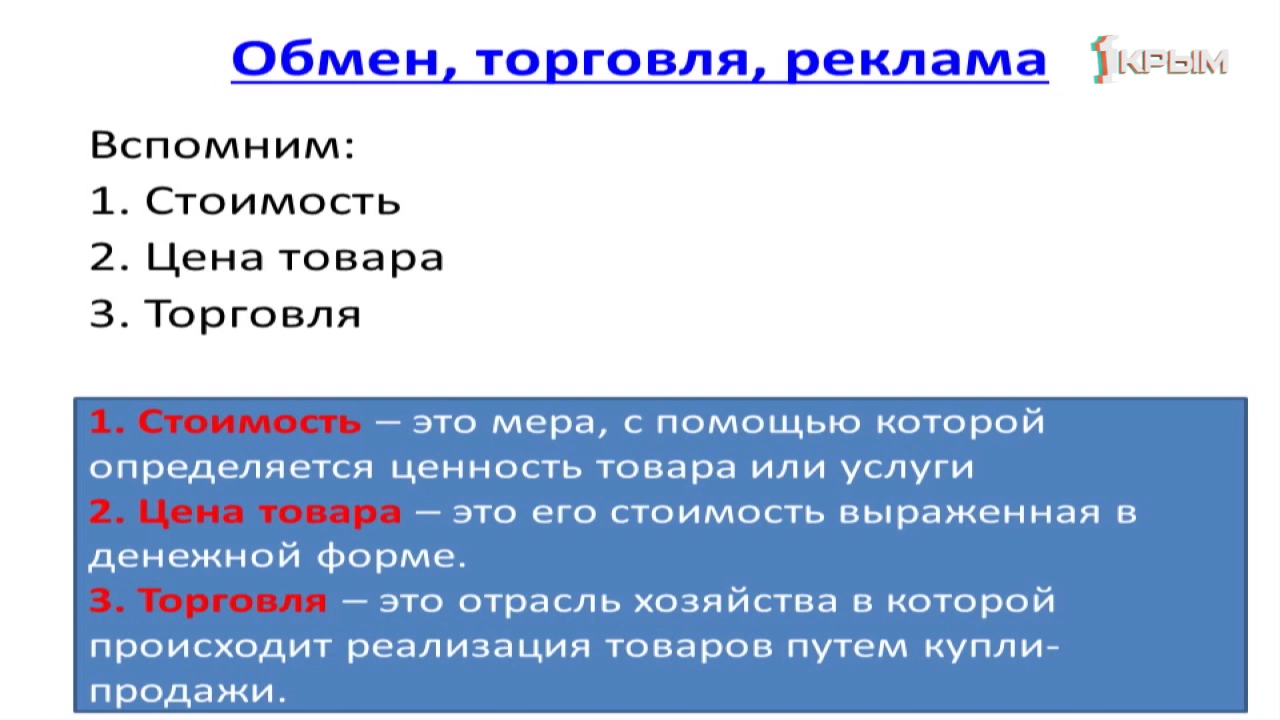 Обмен, торговля, реклама
1 КРЫМ
Вспомним:
1. Стоимость
2. Цена товара
3. Торговля
1. Стоимость – это мера, с помощью которой
определяется ценность товара или услуги
2. Цена товара – это его стоимость выраженная в
денежной форме.
3. Торговля – это отрасль хозяйства в которой
происходит реализация товаров путем купли-
продажи.